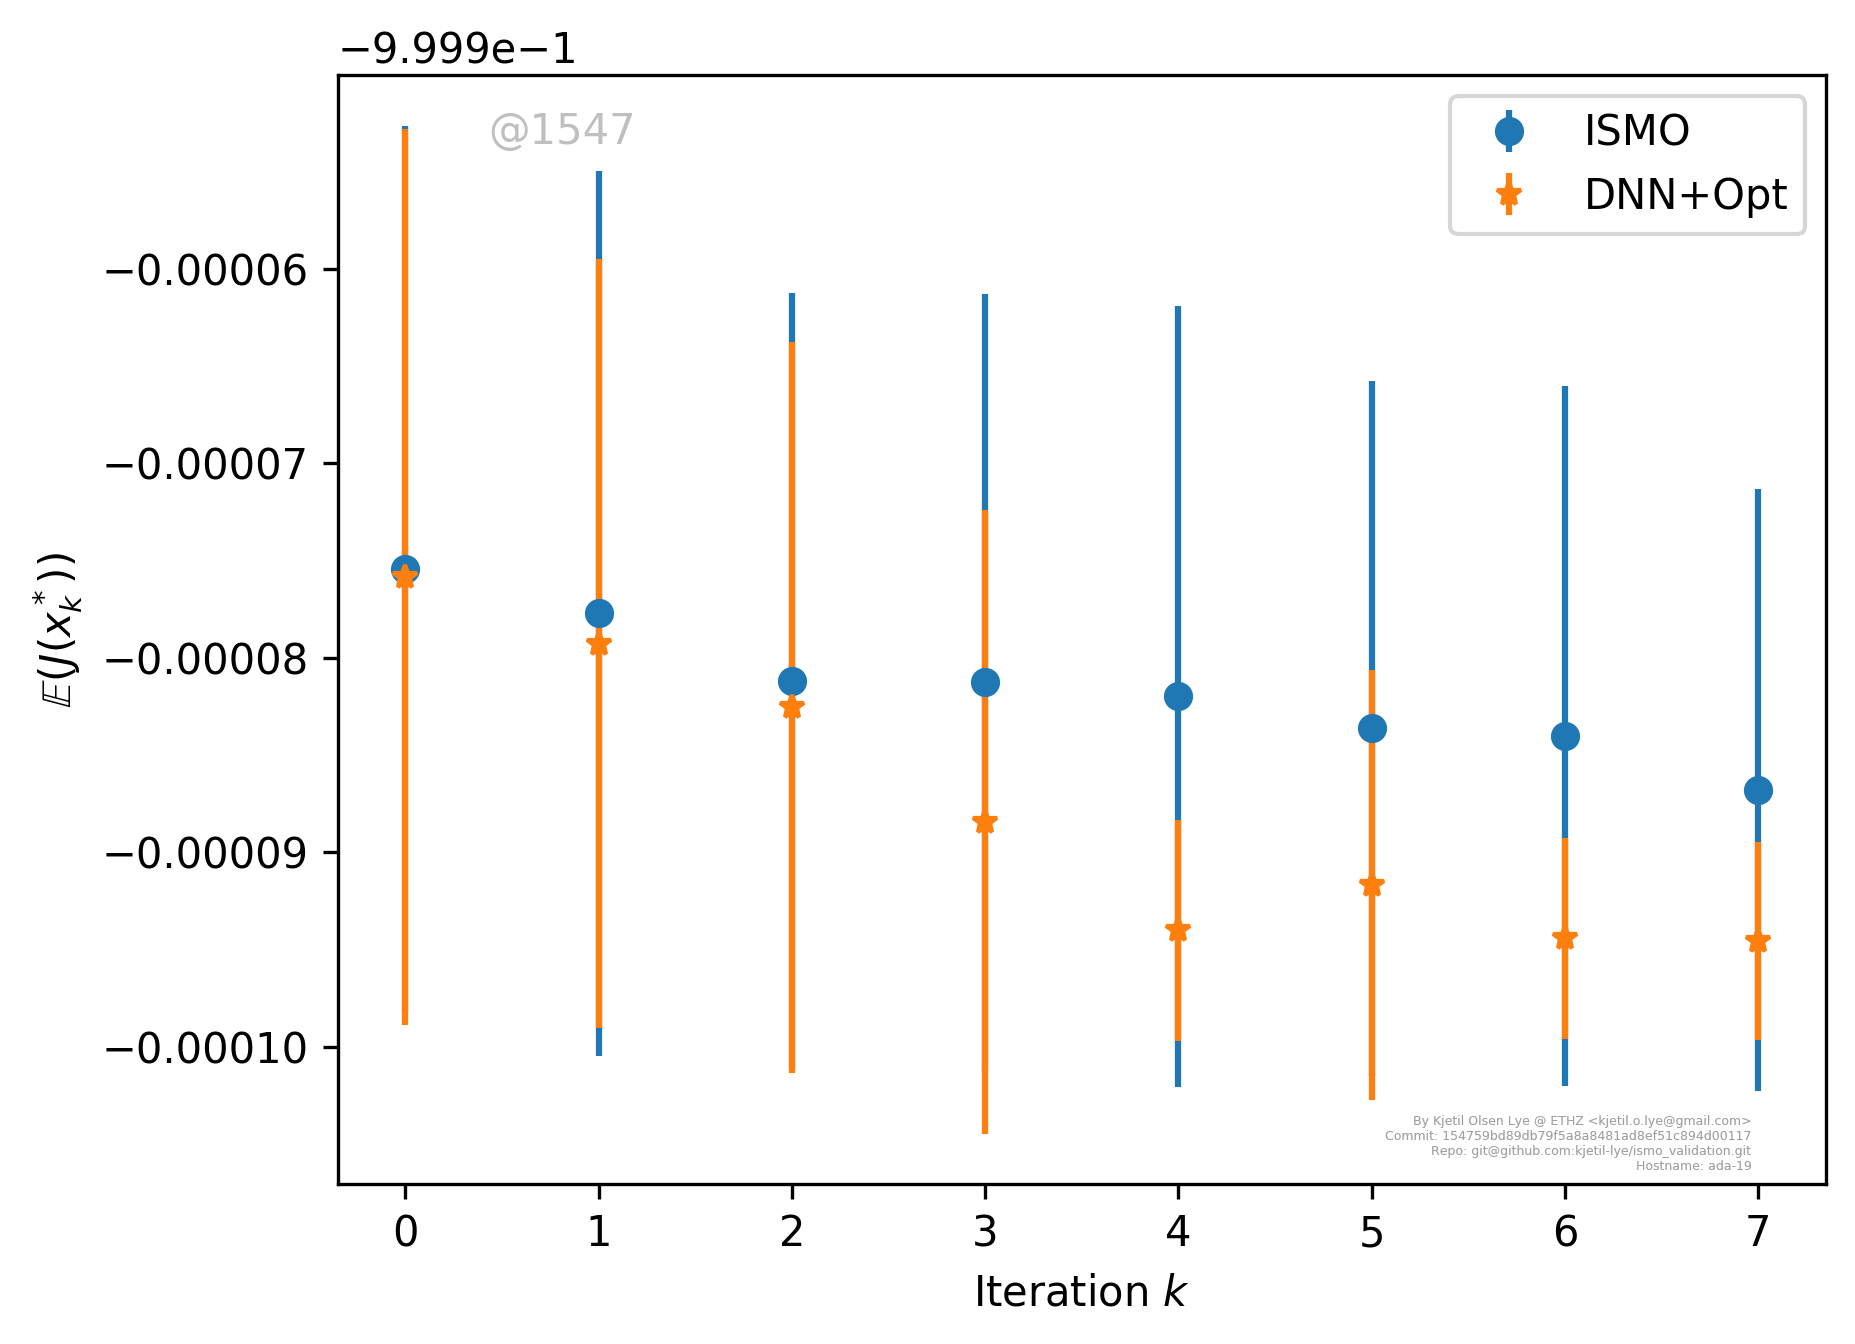 −9.999e−1
@1547
ISMO
DNN+Opt
−0.00006
−0.00007
−0.00008
−0.00009
−0.00010
𝔼(J(x*k))
By Kjetil Olsen Lye @ ETHZ <kjetil.o.lye@gmail.com>
Commit: 154759bd89db79f5a8a8481ad8ef51c894d00117
Repo: git@github.com:kjetil-lye/ismo_validation.git
Hostname: ada-19
0 1 2 3 4 5 6 7
Iteration k